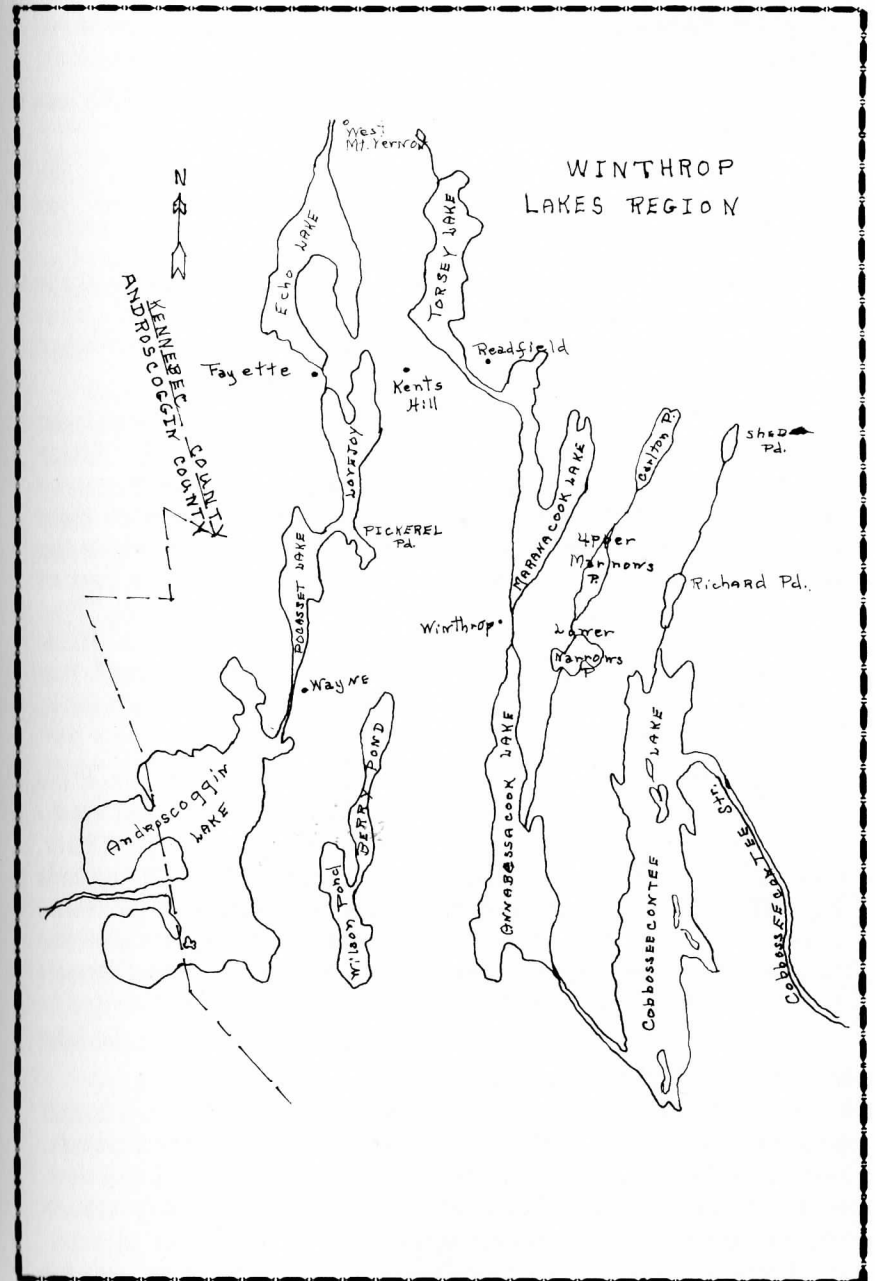 West
Mt. Vernon
WINTHROP
LAKES REGION
N
ECHO LAKE
TORSEY LAKE
KENNEBEC COUNTY
ANDROSCOGGIN COUNTY
Readfield
Fayette
Kents
Hill
LOVEJOY
MARANACOOK LAKE
Carlton P.
SHED
Pd.
POCASSET LAKE
PICKEREL
Pd.
Upper
Narrows
P.
Richard Pd.
Winthrop
Lower
Narrows
P
WAYNE
Androscoggin
LAKE
BERRY POND
Wilson Pond
ANNABESSACOOK LAKE
CobbosseeconTEE LAKE
CobbosseeconTEE Str.